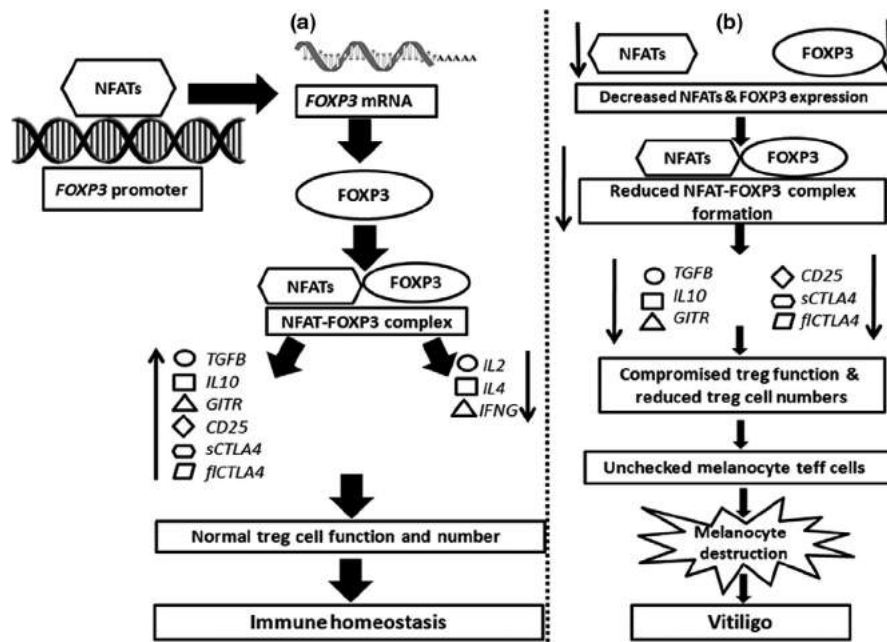 (a)
NFATs
FOXP3 promoter
AAAAA
FOXP3 mRNA
FOXP3
NFATs
FOXP3
NFAT-FOXP3 complex
TGFB
IL10
GITR
CD25
sCTLA4
flCTLA4
IL2
IL4
IFNG
Normal treg cell function and number
Immune homeostasis
(b)
NFATs
FOXP3
Decreased NFATs & FOXP3 expression
NFATs
FOXP3
Reduced NFAT-FOXP3 complex
formation
TGFB
IL10
GITR
CD25
sCTLA4
flCTLA4
Compromised treg function &
reduced treg cell numbers
Unchecked melanocyte teff cells
Melanocyte
destruction
Vitiligo